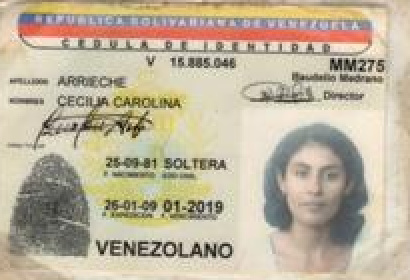 REPUBLICA BOLIVARIANA DE VENEZUELA
CEDULA DE IDENTIDAD
V 15.885.046 MM275
Baudelio Medrano
Director
APELLIDOS ARRIECHE
NOMBRES CECILIA CAROLINA
25-09-81 SOLTERA
F. NACIMIENTO EDO CIVIL
26-01-09 01-2019
F. EXPEDICION F. VENCIMIENTO
VENEZOLANO